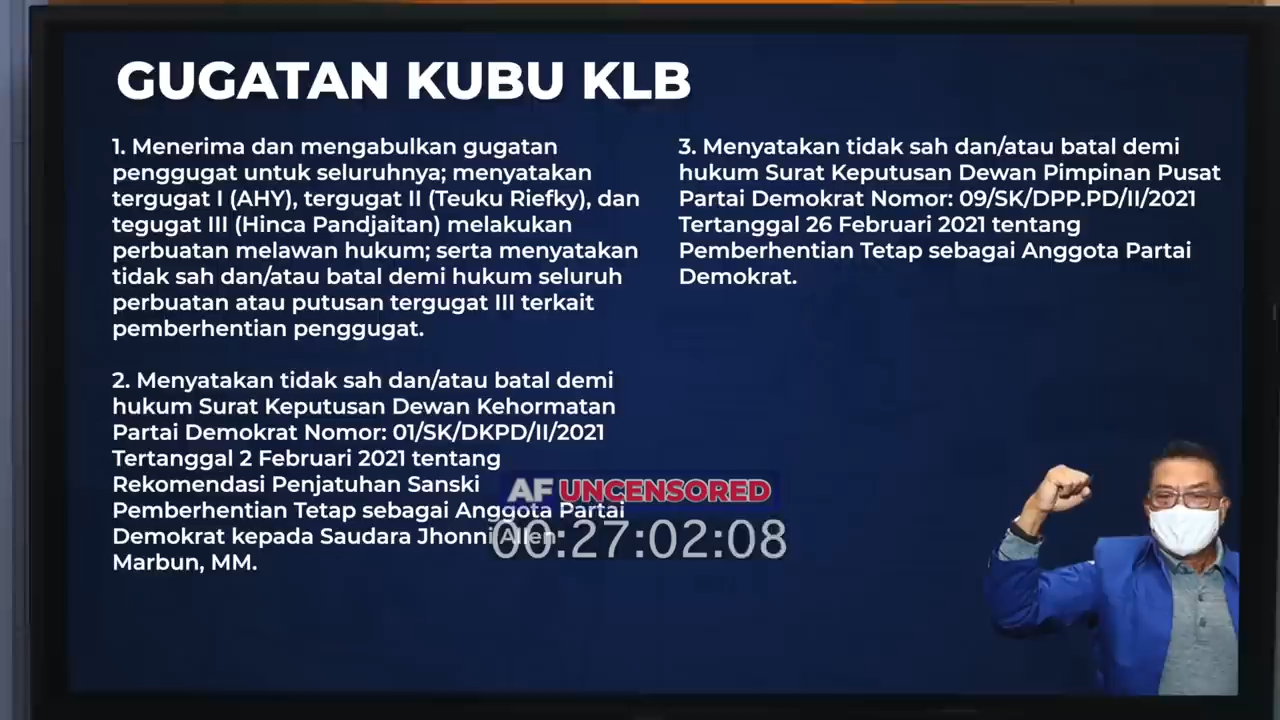 GUGATAN KUBU KLB
1. Menerima dan mengabulkan gugatan
penggugat untuk seluruhnya; menyatakan
tergugat I (AHY), tergugat II (Teuku Riefky), dan
tegugat III (Hinca Pandjaitan) melakukan
perbuatan melawan hukum; serta menyatakan
tidak sah dan/atau batal demi hukum seluruh
perbuatan atau putusan tergugat III terkait
pemberhentian penggugat.
2. Menyatakan tidak sah dan/atau batal demi
hukum Surat Keputusan Dewan Kehormatan
Partai Demokrat Nomor: 01/SK/DKPD/II/2021
Tertanggal 2 Februari 2021 tentang
Rekomendasi Penjatuhan Sanski
Pemberhentian Tetap sebagai Anggota Partai
Demokrat kepada Saudara Jhonni Allen
Marbun, MM.
3. Menyatakan tidak sah dan/atau batal demi
hukum Surat Keputusan Dewan Pimpinan Pusat
Partai Demokrat Nomor: 09/SK/DPP.PD/II/2021
Tertanggal 26 Februari 2021 tentang
Pemberhentian Tetap sebagai Anggota Partai
Demokrat.
AF UNCENSORED
00:27:02:08